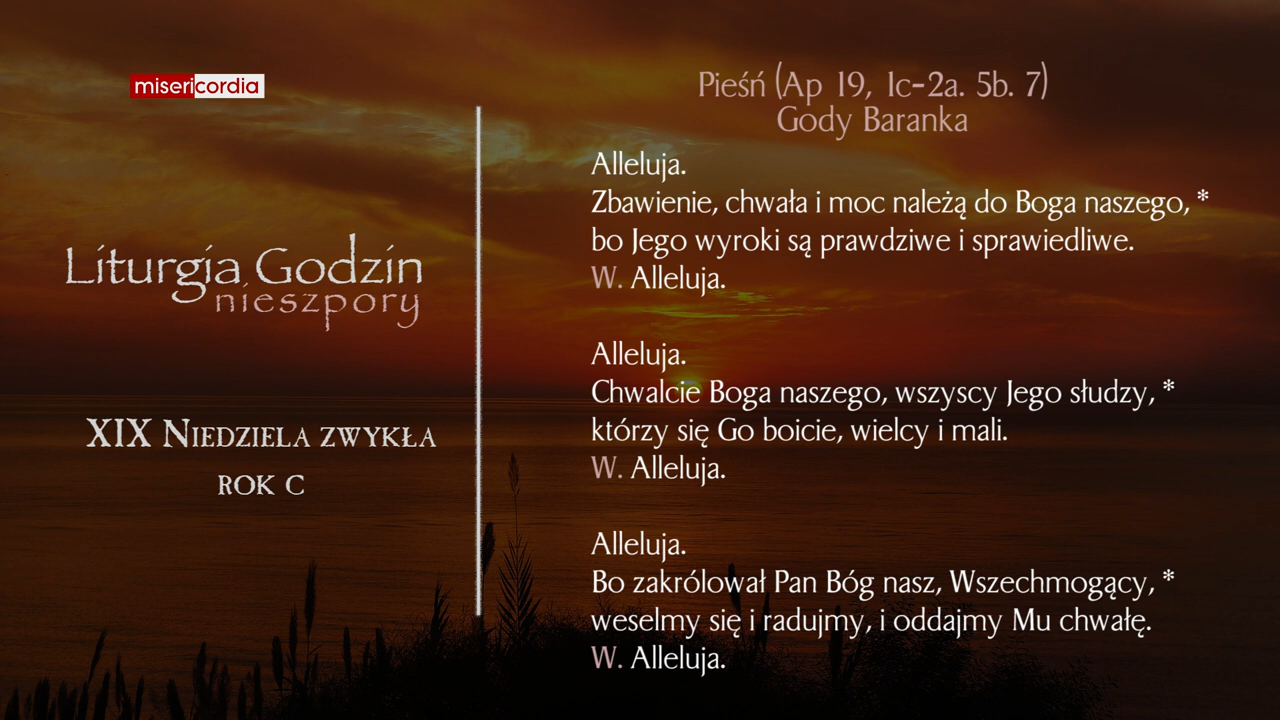 misericordia
Liturgia Godzin
nieszpory
XIX Niedziela zwykła
rok C
Pieśń (Ap 19, 1c-2a. 5b. 7)
Gody Baranka
Alleluja.
Zbawienie, chwała i moc należą do Boga naszego, *
bo Jego wyroki są prawdziwe i sprawiedliwe.
W. Alleluja.
Alleluja.
Chwalcie Boga naszego, wszyscy Jego słudzy, *
którzy się Go boicie, wielcy i mali.
W. Alleluja.
Alleluja.
Bo zakrólował Pan Bóg nasz, Wszechmogący, *
weselmy się i radujmy, i oddajmy Mu chwałę.
W. Alleluja.